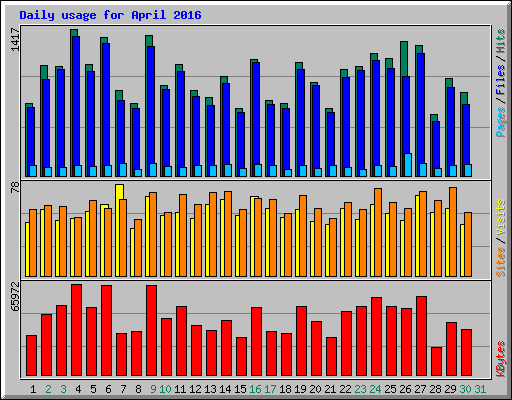 Daily usage for April 2016
1417
Pages / Files / Hits
78
Sites / Visits
65972
KBytes
1 2 3 4 5 6 7 8 9 10 11 12 13 14 15 16 17 18 19 20 21 22 23 24 25 26 27 28 29 30 31